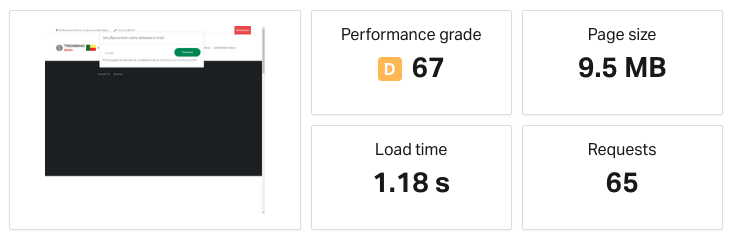 Performance grade
D 67
Page size
9.5 MB
Load time
1.18 s
Requests
65